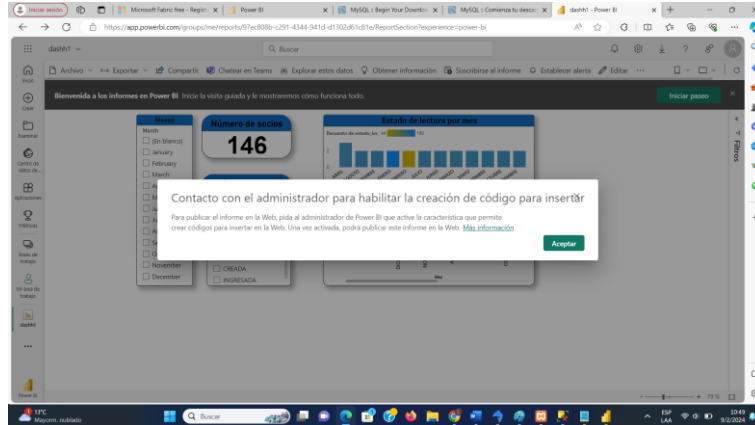 Iniciar sesión
Microsoft Fabric free - Registr
Power BI
MySQL :: Begin Your Downloa
MySQL :: Comienza tu descar
dashh1 - Power BI
https://app.powerbi.com/groups/me/reports/97ec808b-c291-4344-941d-d1302d61c81e/ReportSection?experience=power-bi
dashh1
Buscar
Archivo
Exportar
Compartir
Chatear en Teams
Explorar estos datos
Obtener información
Suscribirse al informe
Establecer alerta
Editar
Inicio
Crear
Examinar
Centro de datos de...
Aplicaciones
Métricas
Áreas de trabajo
Mi área de trabajo
dashh1
Power BI
Bienvenida a los informes en Power BI Inicie la visita guiada y le mostraremos cómo funciona todo.
Iniciar paseo
Filtros
Month
(En blanco)
January
February
March
November
December
Número de socios
146
CREADA
INGRESADA
Estado de lectura por mes
Contacto con el administrador para habilitar la creación de código para insertar
Para publicar el informe en la Web, pida al administrador de Power BI que active la característica que permite
crear códigos para insertar en la Web. Una vez activada, podrá publicar este informe en la Web. Más información
Aceptar
73 %
13°C
Mayorm. nublado
Buscar
ESP
LAA
10:49
9/2/2024